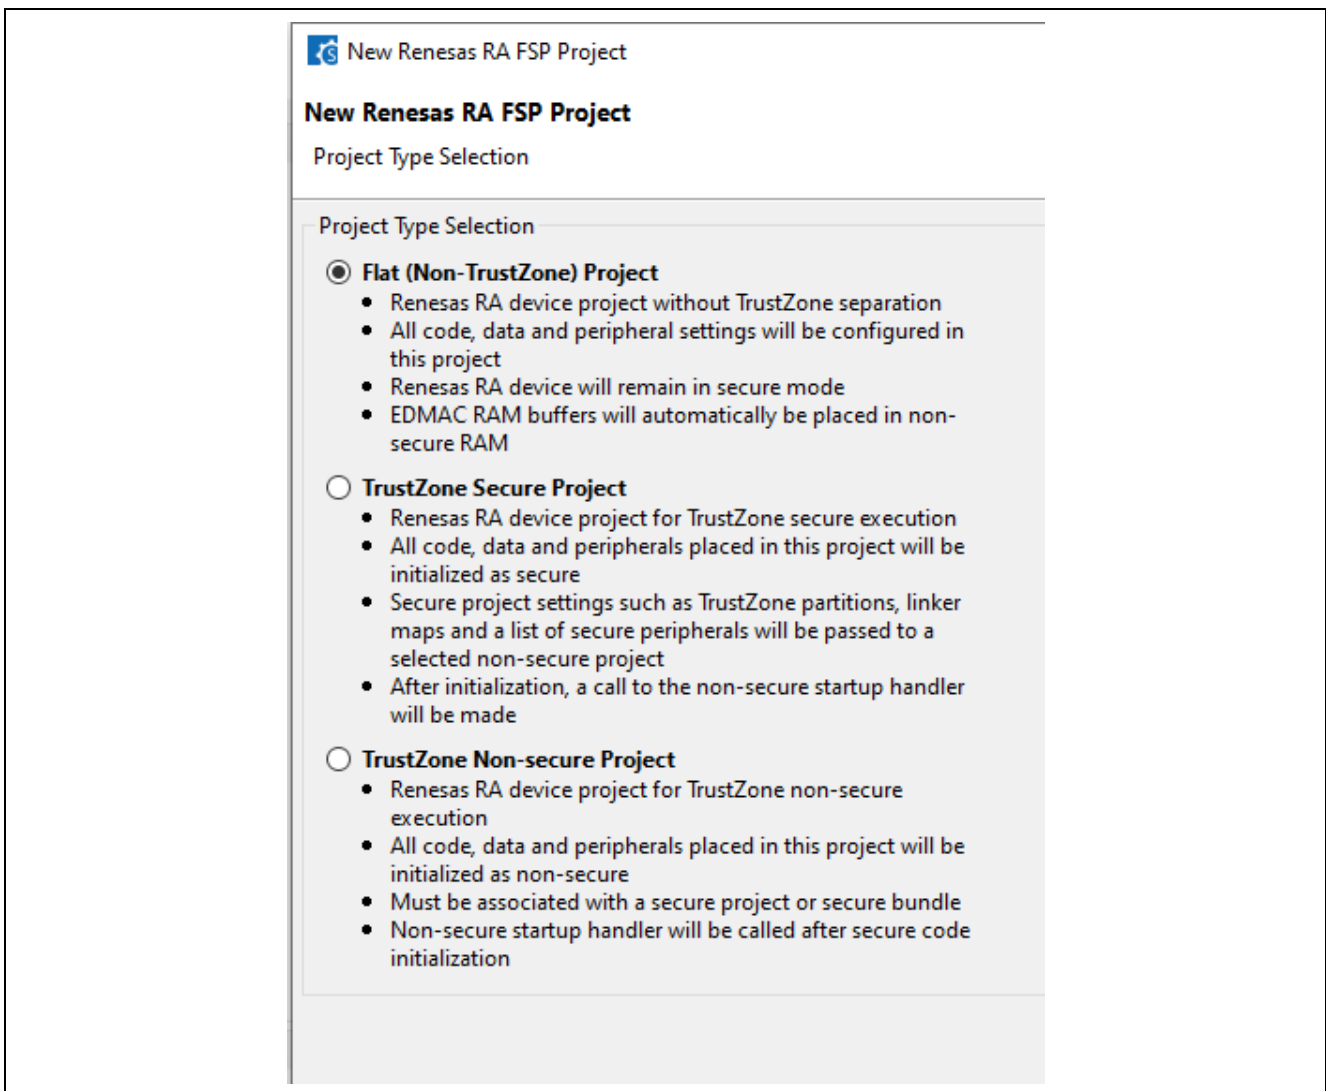 New Renesas RA FSP Project
New Renesas RA FSP Project
Project Type Selection
Project Type Selection
Flat (Non-TrustZone) Project
• Renesas RA device project without TrustZone separation
• All code, data and peripheral settings will be configured in
this project
• Renesas RA device will remain in secure mode
• EDMAC RAM buffers will automatically be placed in non-
secure RAM
TrustZone Secure Project
• Renesas RA device project for TrustZone secure execution
• All code, data and peripherals placed in this project will be
initialized as secure
• Secure project settings such as TrustZone partitions, linker
maps and a list of secure peripherals will be passed to a
selected non-secure project
• After initialization, a call to the non-secure startup handler
will be made
TrustZone Non-secure Project
• Renesas RA device project for TrustZone non-secure
execution
• All code, data and peripherals placed in this project will be
initialized as non-secure
• Must be associated with a secure project or secure bundle
• Non-secure startup handler will be called after secure code
initialization